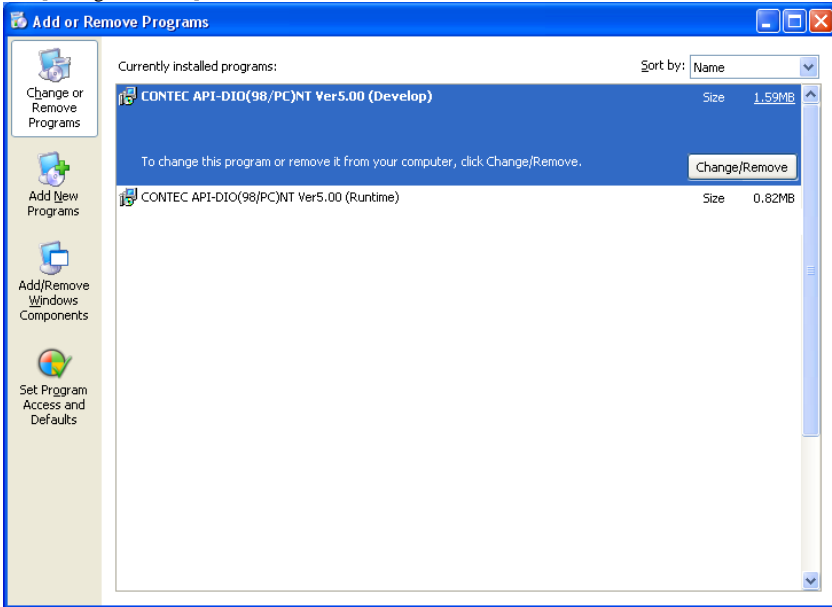 Add or Remove Programs
Currently installed programs:
Sort by: Name
Change or
Remove
Programs
Add New
Programs
Add/Remove
Windows
Components
Set Program
Access and
Defaults
CONTEC API-DIO(98/PC)NT Ver5.00 (Develop) Size 1.59MB
To change this program or remove it from your computer, click Change/Remove. Change/Remove
CONTEC API-DIO(98/PC)NT Ver5.00 (Runtime) Size 0.82MB